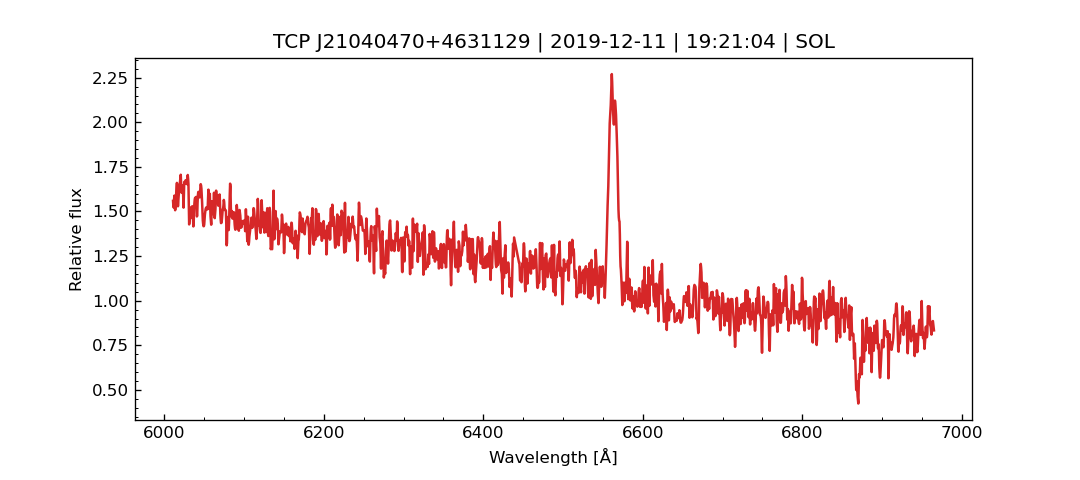 TCP J21040470+4631129 | 2019-12-11 | 19:21:04 | SOL
2.25
2.00
1.75
1.50
1.25
1.00
0.75
0.50
Relative flux
6000 6200 6400 6600 6800 7000
Wavelength [Å]